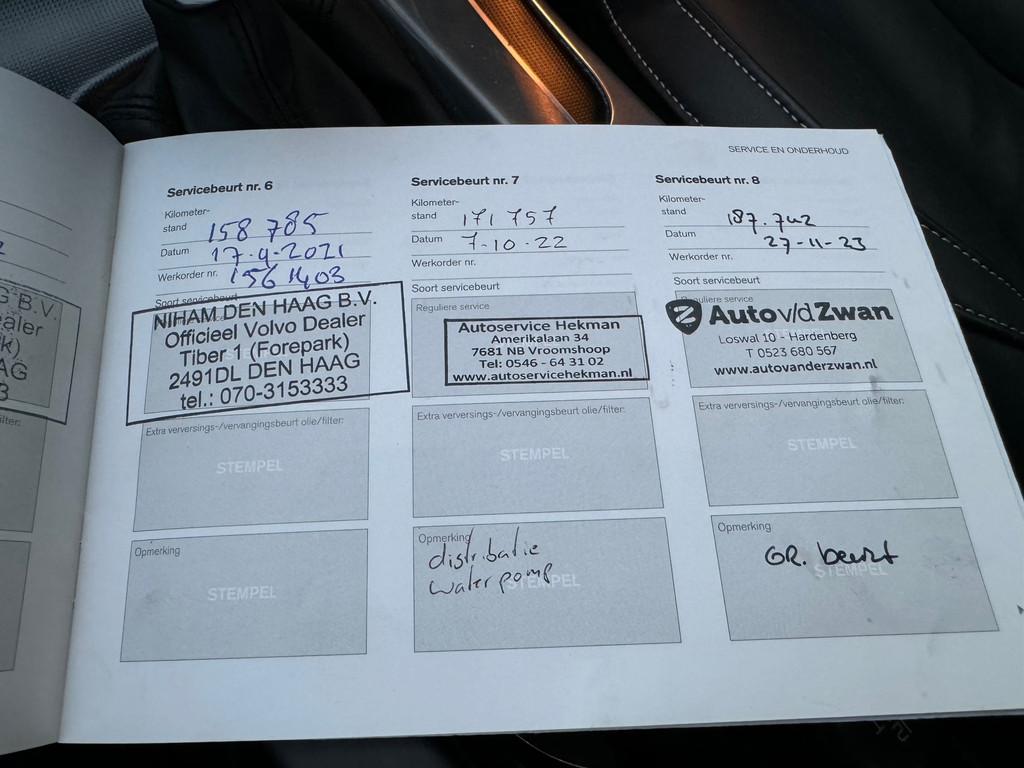 SERVICE EN ONDERHOUD
Servicebeurt nr. 6
Kilometer-
stand 158 785
Datum 17-9-2021
Werkorder nr. 1561403
Soort servicebeurt
NIHAM DEN HAAG B.V.
Officieel Volvo Dealer
Tiber 1 (Forepark)
2491DL DEN HAAG
tel.: 070-3153333
Extra verversings-/vervangingsbeurt olie/filter:
STEMPEL
Opmerking
STEMPEL
Servicebeurt nr. 7
Kilometer-
stand 171 757
Datum 7-10-22
Werkorder nr.
Soort servicebeurt
Reguliere service
Autoservice Hekman
Amerikalaan 34
7681 NB Vroomshoop
Tel: 0546 - 64 31 02
www.autoservicehekman.nl
Extra verversings-/vervangingsbeurt olie/filter:
STEMPEL
Opmerking
distributie
waterpomp
STEMPEL
Servicebeurt nr. 8
Kilometer-
stand 187.742
Datum 27-11-23
Werkorder nr.
Soort servicebeurt
Reguliere service
Auto v/d Zwan
Loswal 10 - Hardenberg
T 0523 680 567
www.autovanderzwan.nl
Extra verversings-/vervangingsbeurt olie/filter:
STEMPEL
Opmerking
GR. beurt
STEMPEL